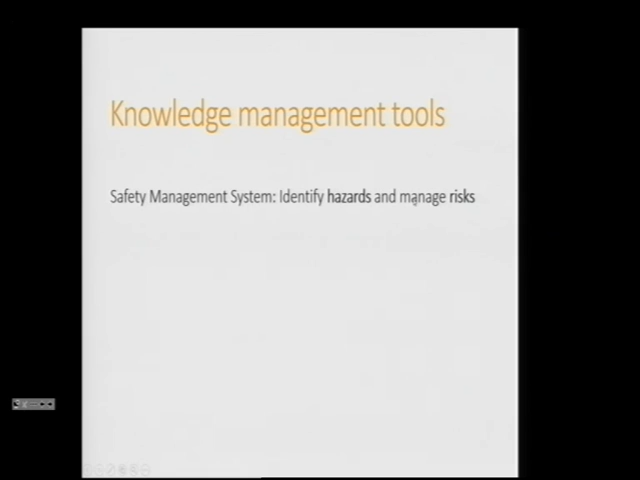 Knowledge management tools
Safety Management System: Identify hazards and manage risks